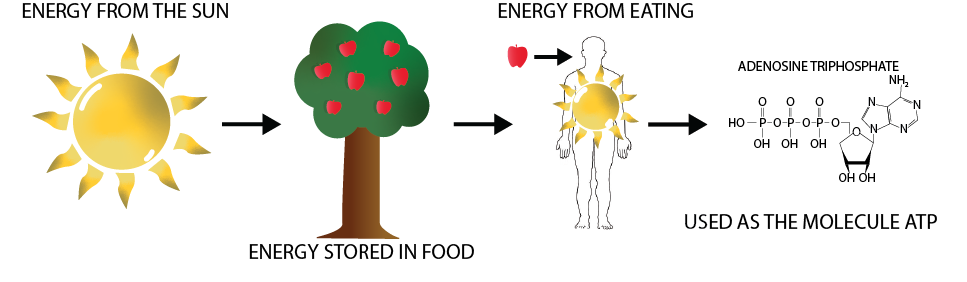 ENERGY FROM THE SUN
ENERGY STORED IN FOOD
ENERGY FROM EATING
ADENOSINE TRIPHOSPHATE
NH₂
O O O N N
HO P O P O P O O N N
OH OH OH
OH OH
USED AS THE MOLECULE ATP